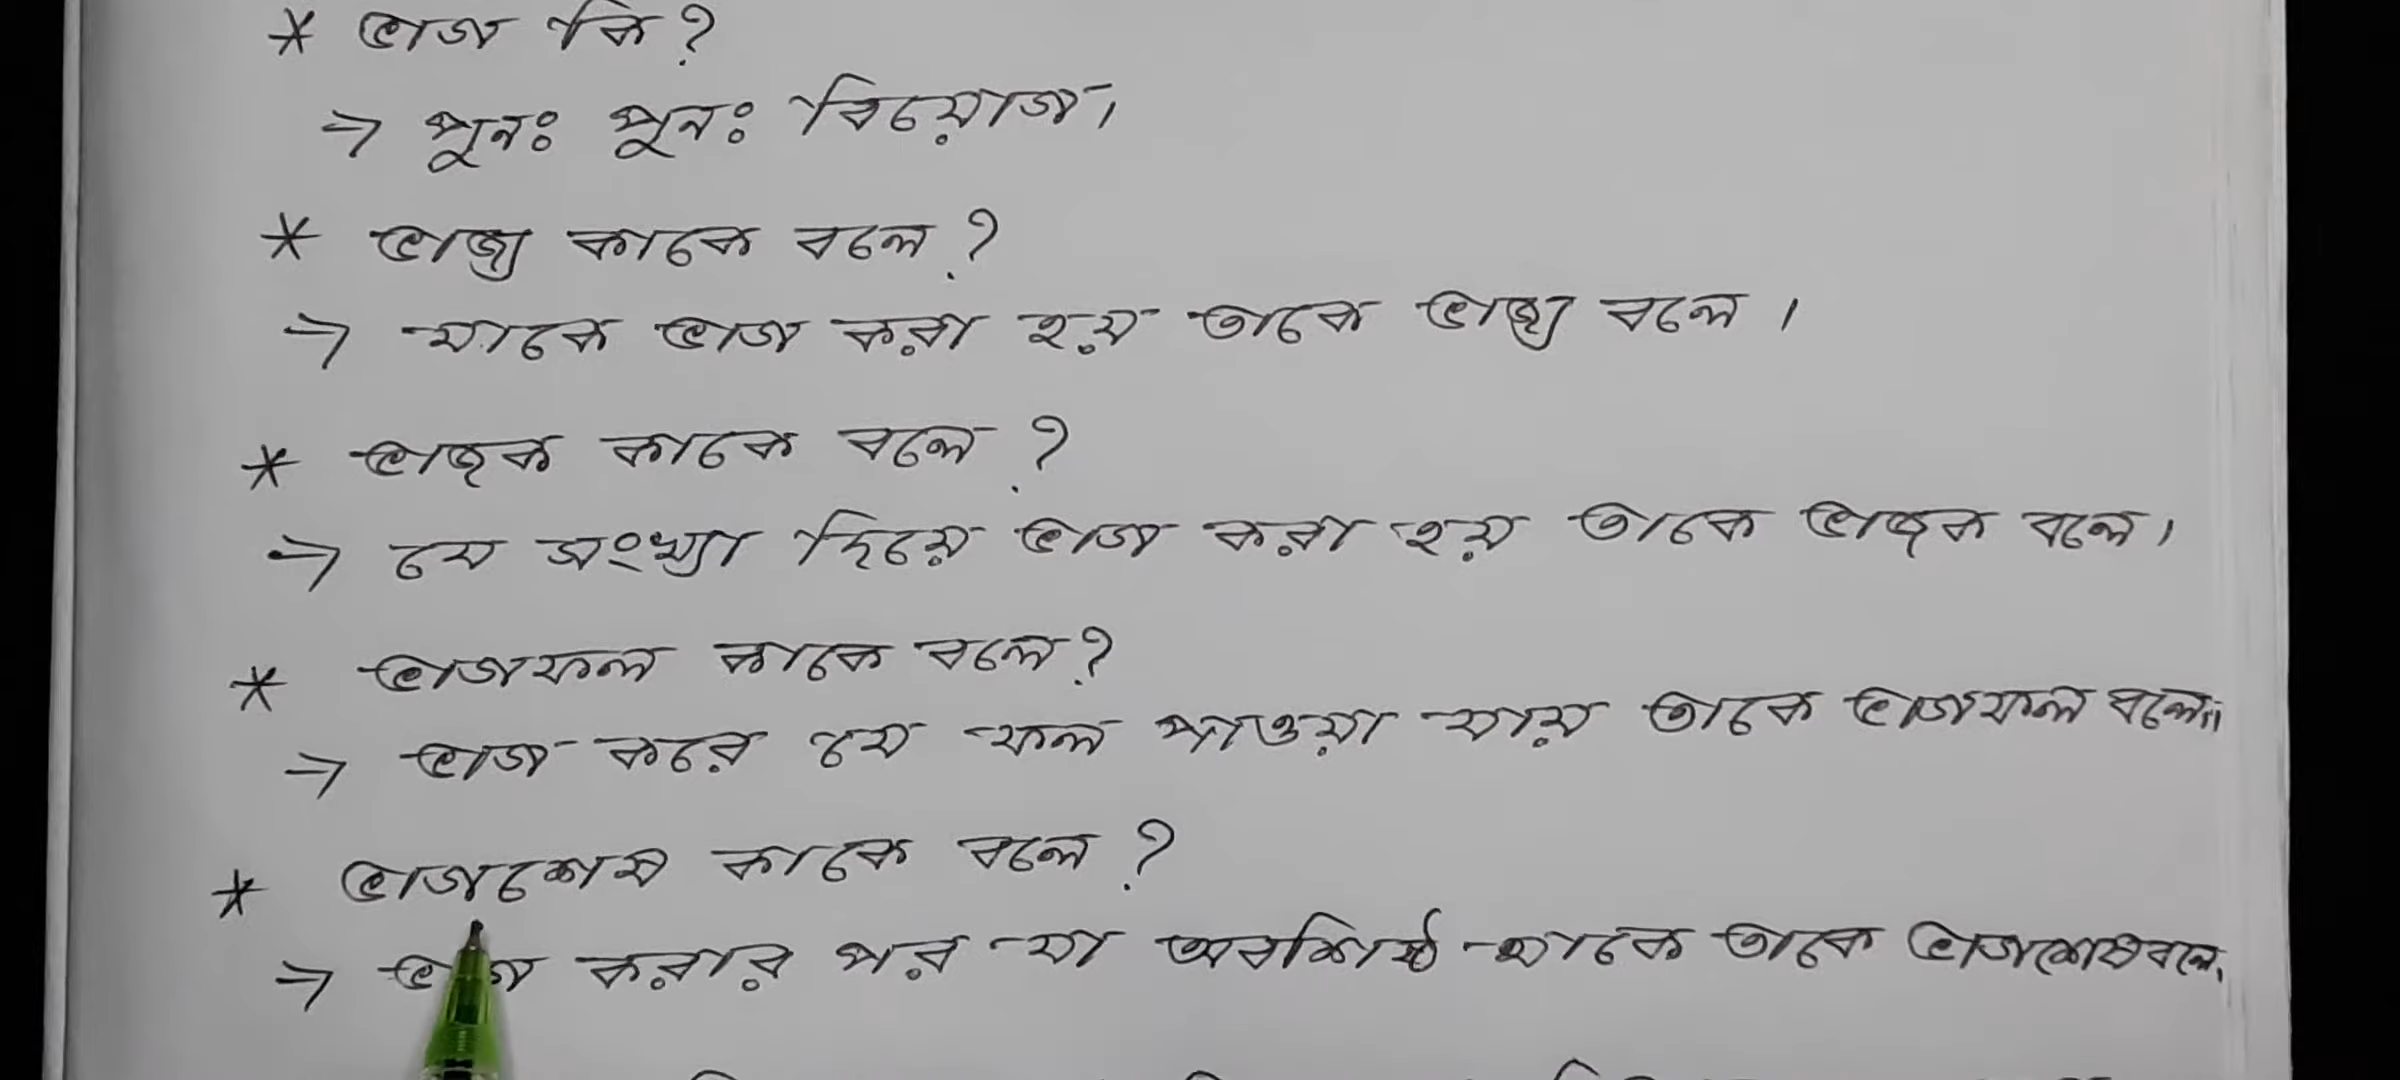 * ভাগ কি?
→ পুনঃ পুনঃ বিয়োগ।
* ভাজ্য কাকে বলে?
→ যাকে ভাগ করা হয় তাকে ভাজ্য বলে।
* ভাজক কাকে বলে?
→ যে সংখ্যা দিয়ে ভাগ করা হয় তাকে ভাজক বলে।
* ভাগফল কাকে বলে?
→ ভাগ করে যে ফল পাওয়া যায় তাকে ভাগফল বলে।।
* ভাগশেষ কাকে বলে?
→ ভাগ করার পর যা অবশিষ্ঠ থাকে তাকে ভাগশেষ বলে।